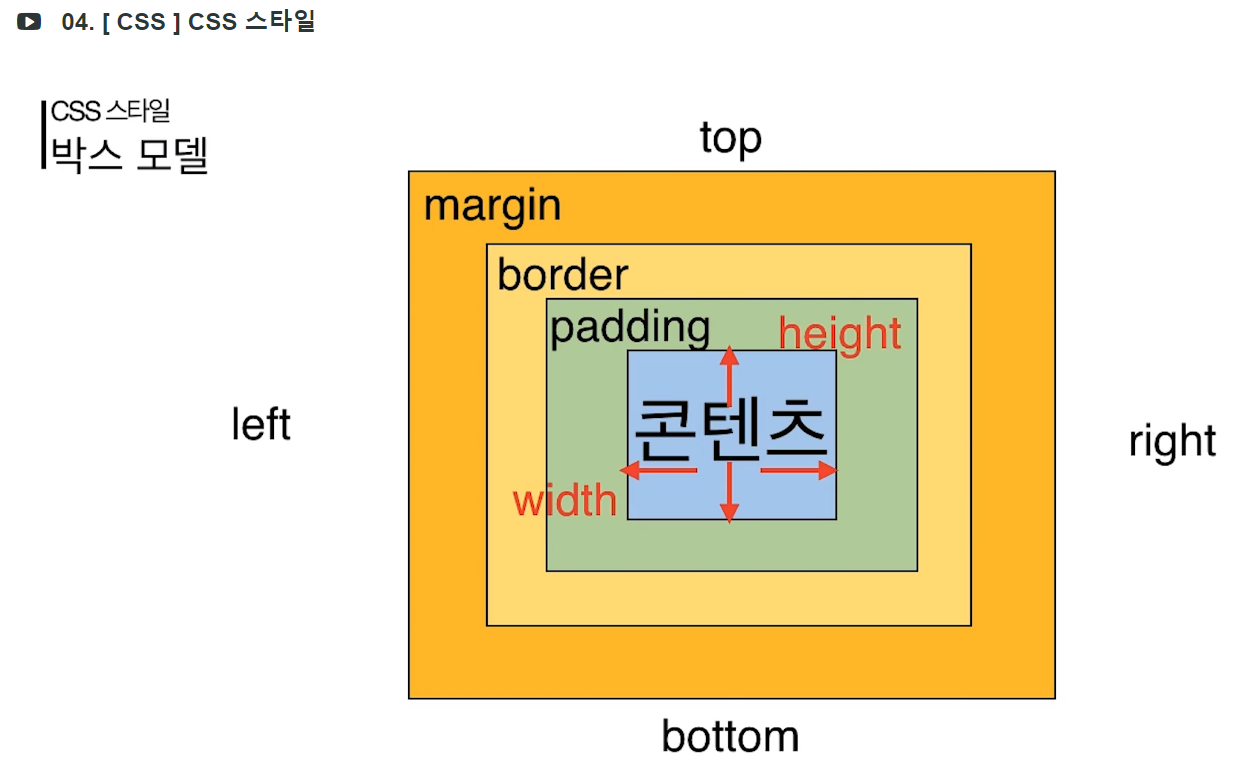 04. [ CSS ] CSS 스타일
CSS 스타일
박스 모델
top
margin
border
padding
height
콘텐츠
left
right
width
bottom